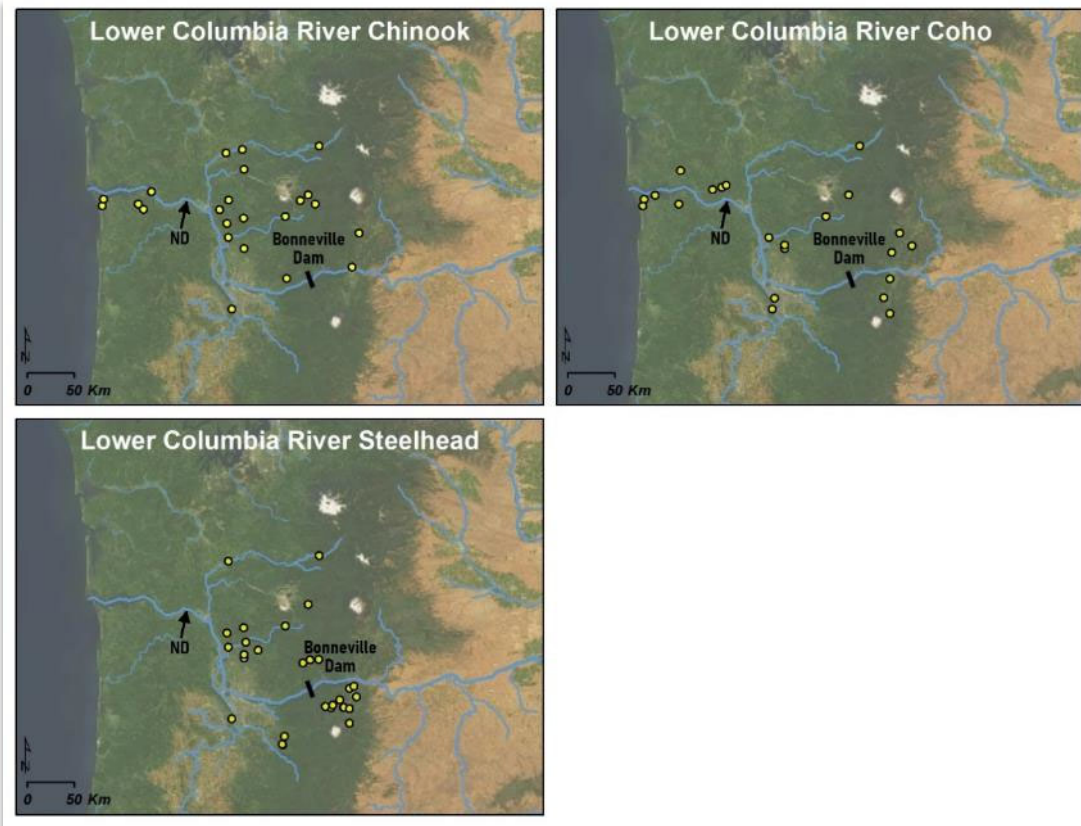 Lower Columbia River Chinook
ND
Bonneville
Dam
N
0 50 Km
Lower Columbia River Coho
ND
Bonneville
Dam
N
0 50 Km
Lower Columbia River Steelhead
ND
Bonneville
Dam
N
0 50 Km